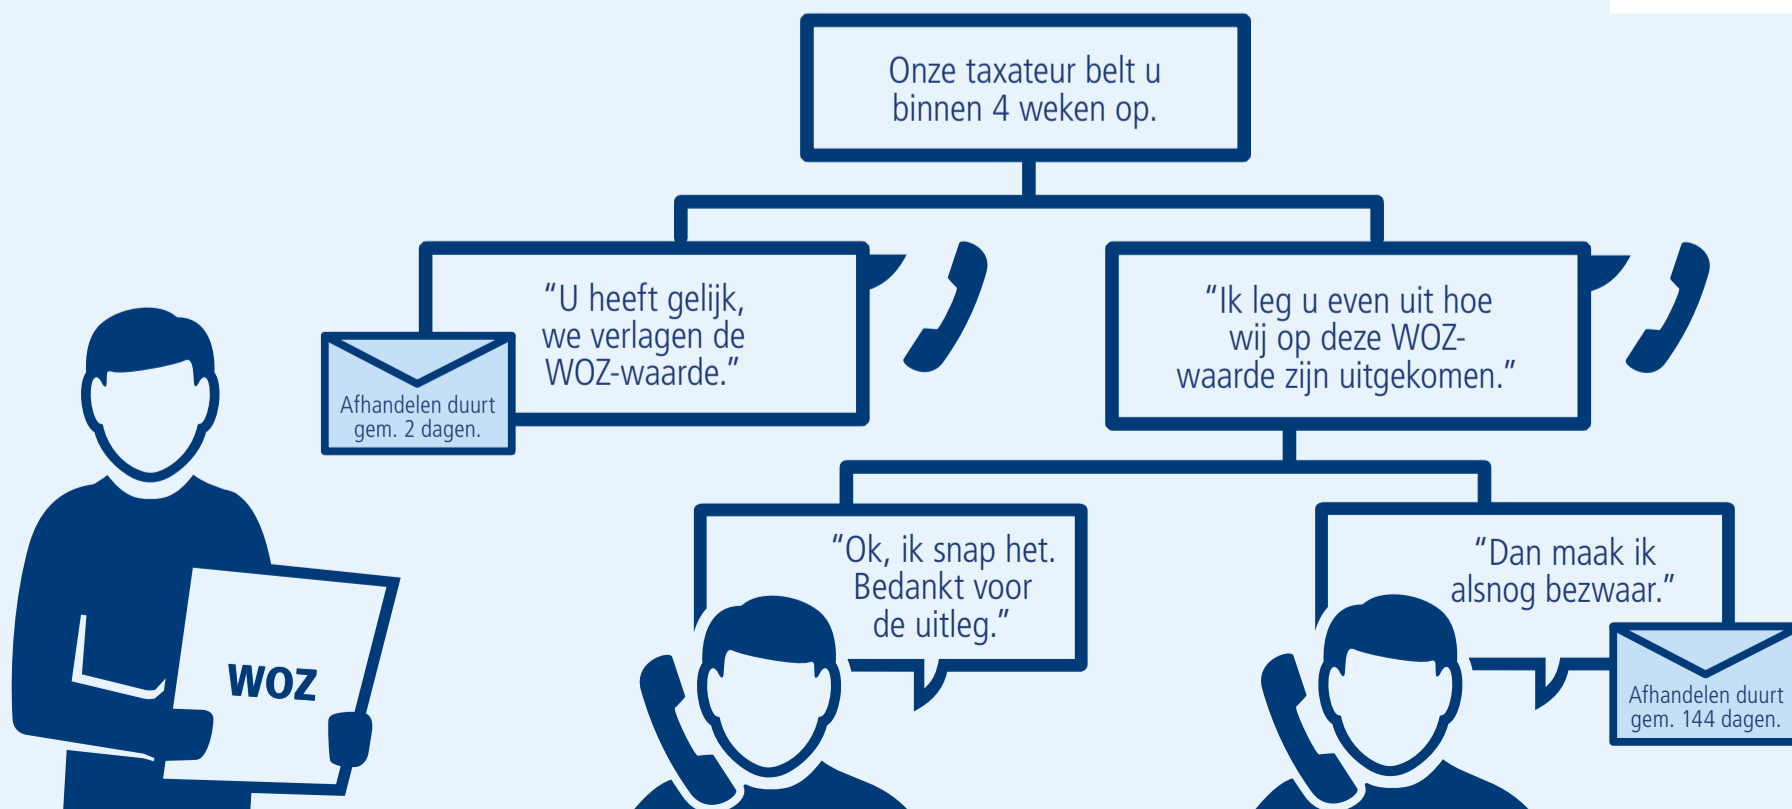 Onze taxateur belt u
binnen 4 weken op.
“U heeft gelijk,
we verlagen de
WOZ-waarde.”
Afhandelen duurt
gem. 2 dagen.
“Ik leg u even uit hoe
wij op deze WOZ-
waarde zijn uitgekomen.”
“Ok, ik snap het.
Bedankt voor
de uitleg.”
“Dan maak ik
alsnog bezwaar.”
Afhandelen duurt
gem. 144 dagen.
WOZ